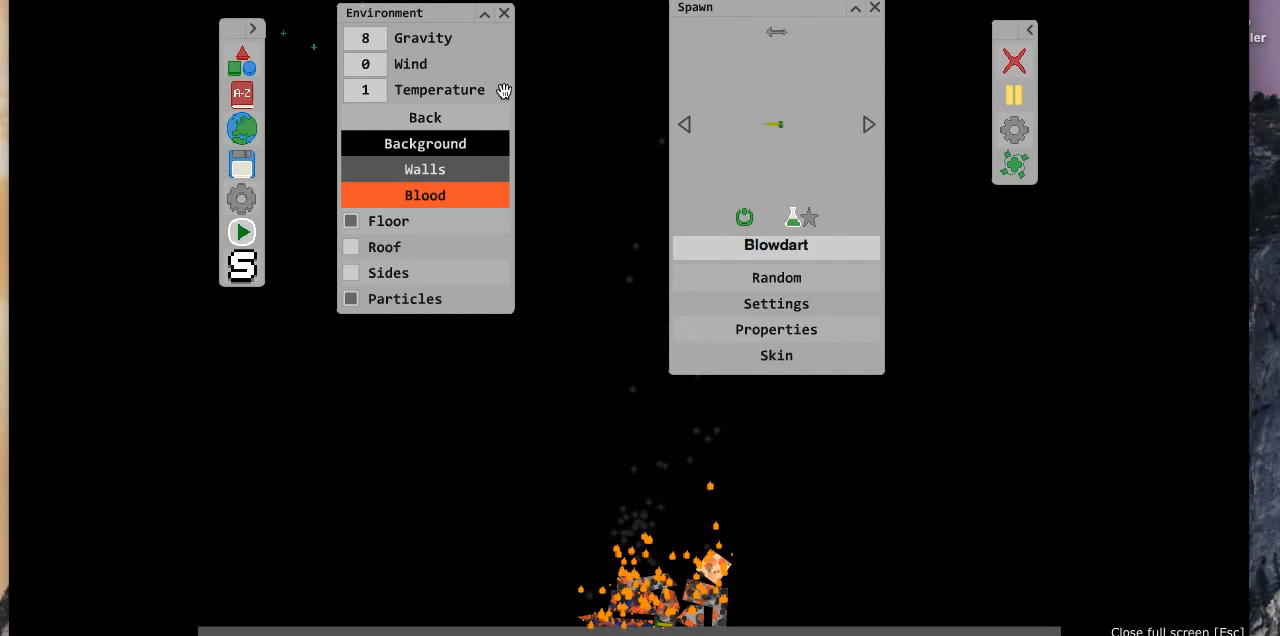 Environment
8 Gravity
0 Wind
1 Temperature
Back
Background
Walls
Blood
Floor
Roof
Sides
Particles
A-Z
S
Spawn
Blowdart
Random
Settings
Properties
Skin
ler
Close full screen [Esc]